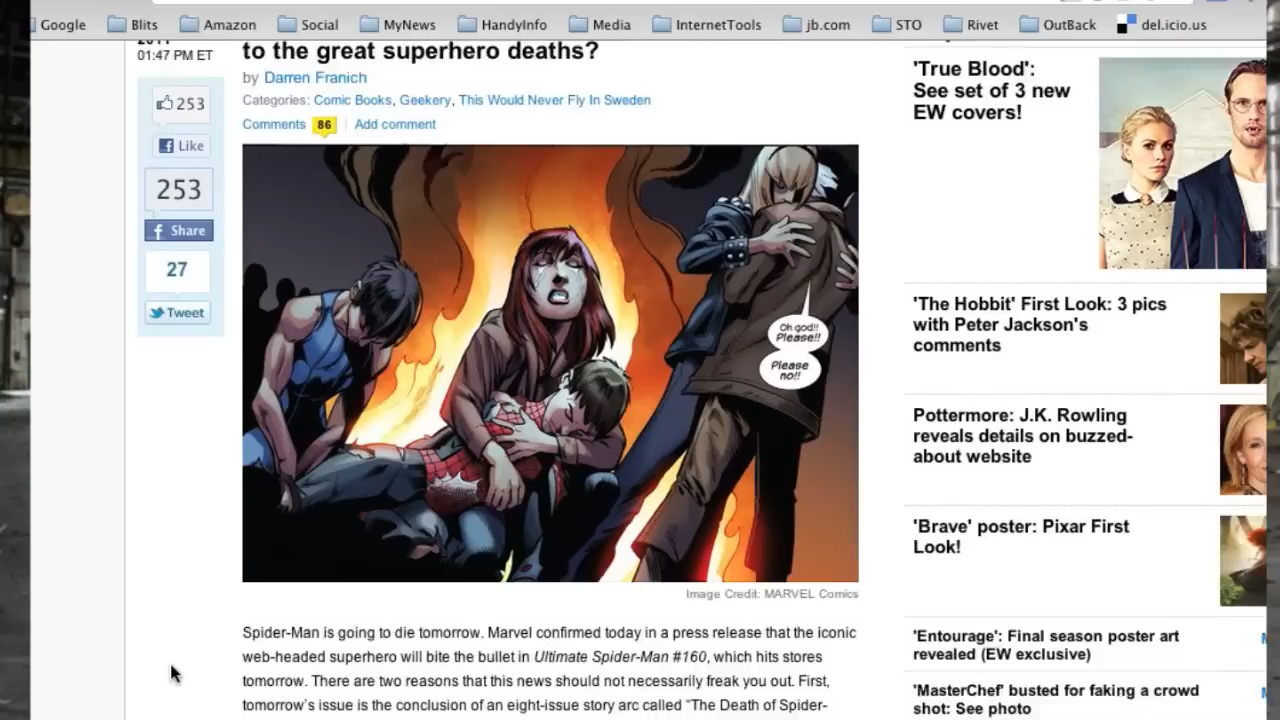 Google
Blits
Amazon
Social
MyNews
HandyInfo
Media
InternetTools
jb.com
STO
Rivet
OutBack
del.icio.us
01:47 PM ET
253
Like
253
Share
27
Tweet
to the great superhero deaths?
by Darren Franich
Categories: Comic Books, Geekery, This Would Never Fly In Sweden
Comments 86 | Add comment
Oh god!!
Please!!
Please
no!!
Image Credit: MARVEL Comics
Spider-Man is going to die tomorrow. Marvel confirmed today in a press release that the iconic
web-headed superhero will bite the bullet in Ultimate Spider-Man #160, which hits stores
tomorrow. There are two reasons that this news should not necessarily freak you out. First,
tomorrow's issue is the conclusion of an eight-issue story arc called “The Death of Spider-
'True Blood':
See set of 3 new
EW covers!
'The Hobbit' First Look: 3 pics
with Peter Jackson's
comments
Pottermore: J.K. Rowling
reveals details on buzzed-
about website
'Brave' poster: Pixar First
Look!
'Entourage': Final season poster art
revealed (EW exclusive)
'MasterChef' busted for faking a crowd
shot: See photo